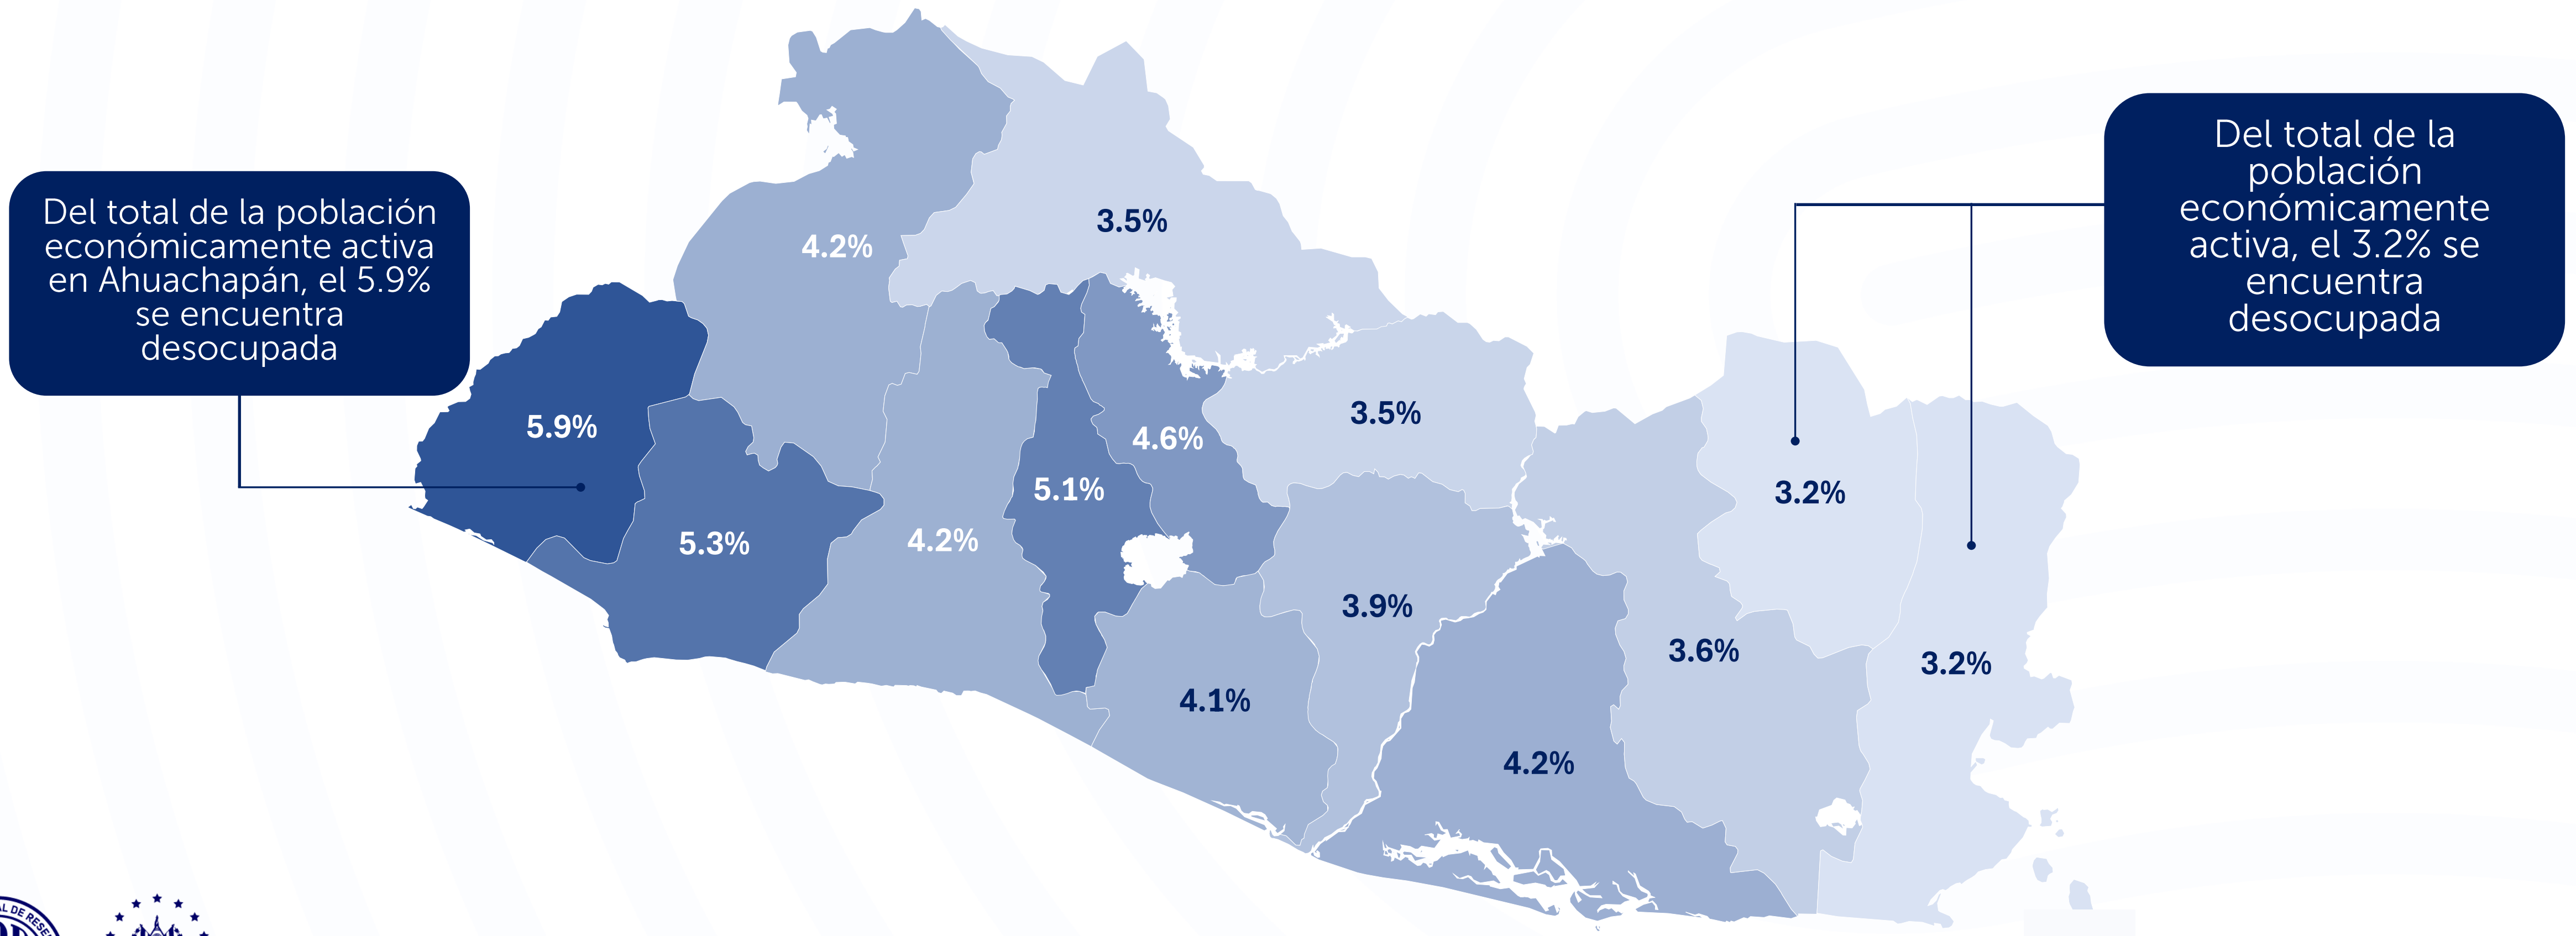 Del total de la población
económicamente activa
en Ahuachapán, el 5.9%
se encuentra
desocupada
Del total de la
población
económicamente
activa, el 3.2% se
encuentra
desocupada
3.5%
4.2%
3.5%
5.9%
4.6%
5.1%
3.2%
5.3%
4.2%
3.9%
3.6%
3.2%
4.1%
4.2%